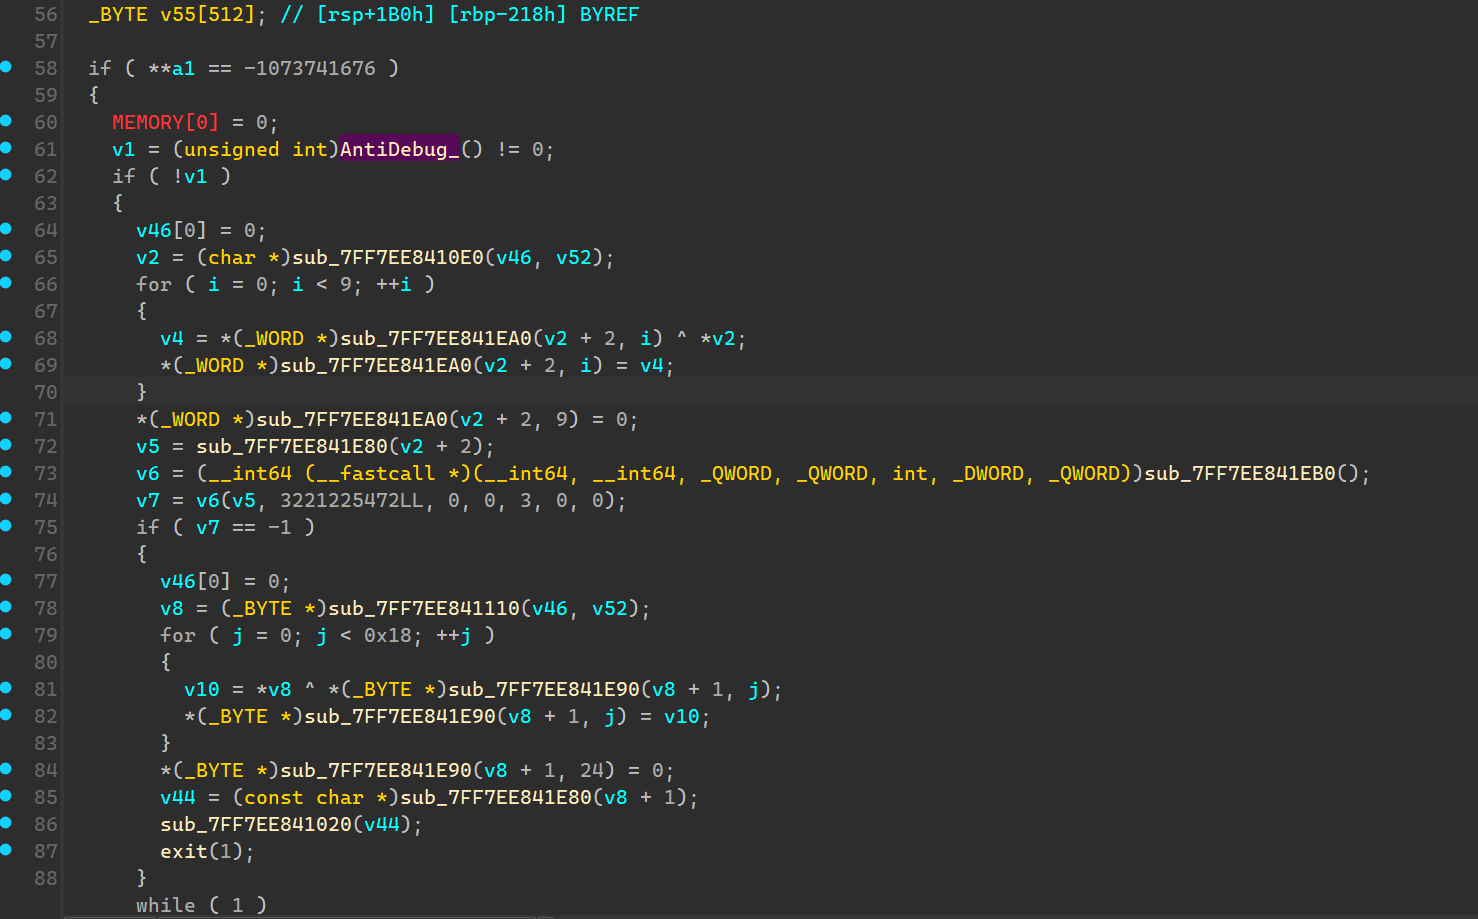 56 _BYTE v55[512]; // [rsp+1B0h] [rbp-218h] BYREF
57
58 if ( **a1 == -1073741676 )
59 {
60 MEMORY[0] = 0;
61 v1 = (unsigned int)AntiDebug_() != 0;
62 if ( !v1 )
63 {
64 v46[0] = 0;
65 v2 = (char *)sub_7FF7EE8410E0(v46, v52);
66 for ( i = 0; i < 9; ++i )
67 {
68 v4 = *(_WORD *)sub_7FF7EE841EA0(v2 + 2, i) ^ *v2;
69 *(_WORD *)sub_7FF7EE841EA0(v2 + 2, i) = v4;
70 }
71 *(_WORD *)sub_7FF7EE841EA0(v2 + 2, 9) = 0;
72 v5 = sub_7FF7EE841E80(v2 + 2);
73 v6 = (__int64 (__fastcall *)(__int64, __int64, _QWORD, _QWORD, int, _DWORD, _QWORD))sub_7FF7EE841EB0();
74 v7 = v6(v5, 3221225472LL, 0, 0, 3, 0, 0);
75 if ( v7 == -1 )
76 {
77 v46[0] = 0;
78 v8 = (_BYTE *)sub_7FF7EE841110(v46, v52);
79 for ( j = 0; j < 0x18; ++j )
80 {
81 v10 = *v8 ^ *(_BYTE *)sub_7FF7EE841E90(v8 + 1, j);
82 *(_BYTE *)sub_7FF7EE841E90(v8 + 1, j) = v10;
83 }
84 *(_BYTE *)sub_7FF7EE841E90(v8 + 1, 24) = 0;
85 v44 = (const char *)sub_7FF7EE841E80(v8 + 1);
86 sub_7FF7EE841020(v44);
87 exit(1);
88 }
while ( 1 )